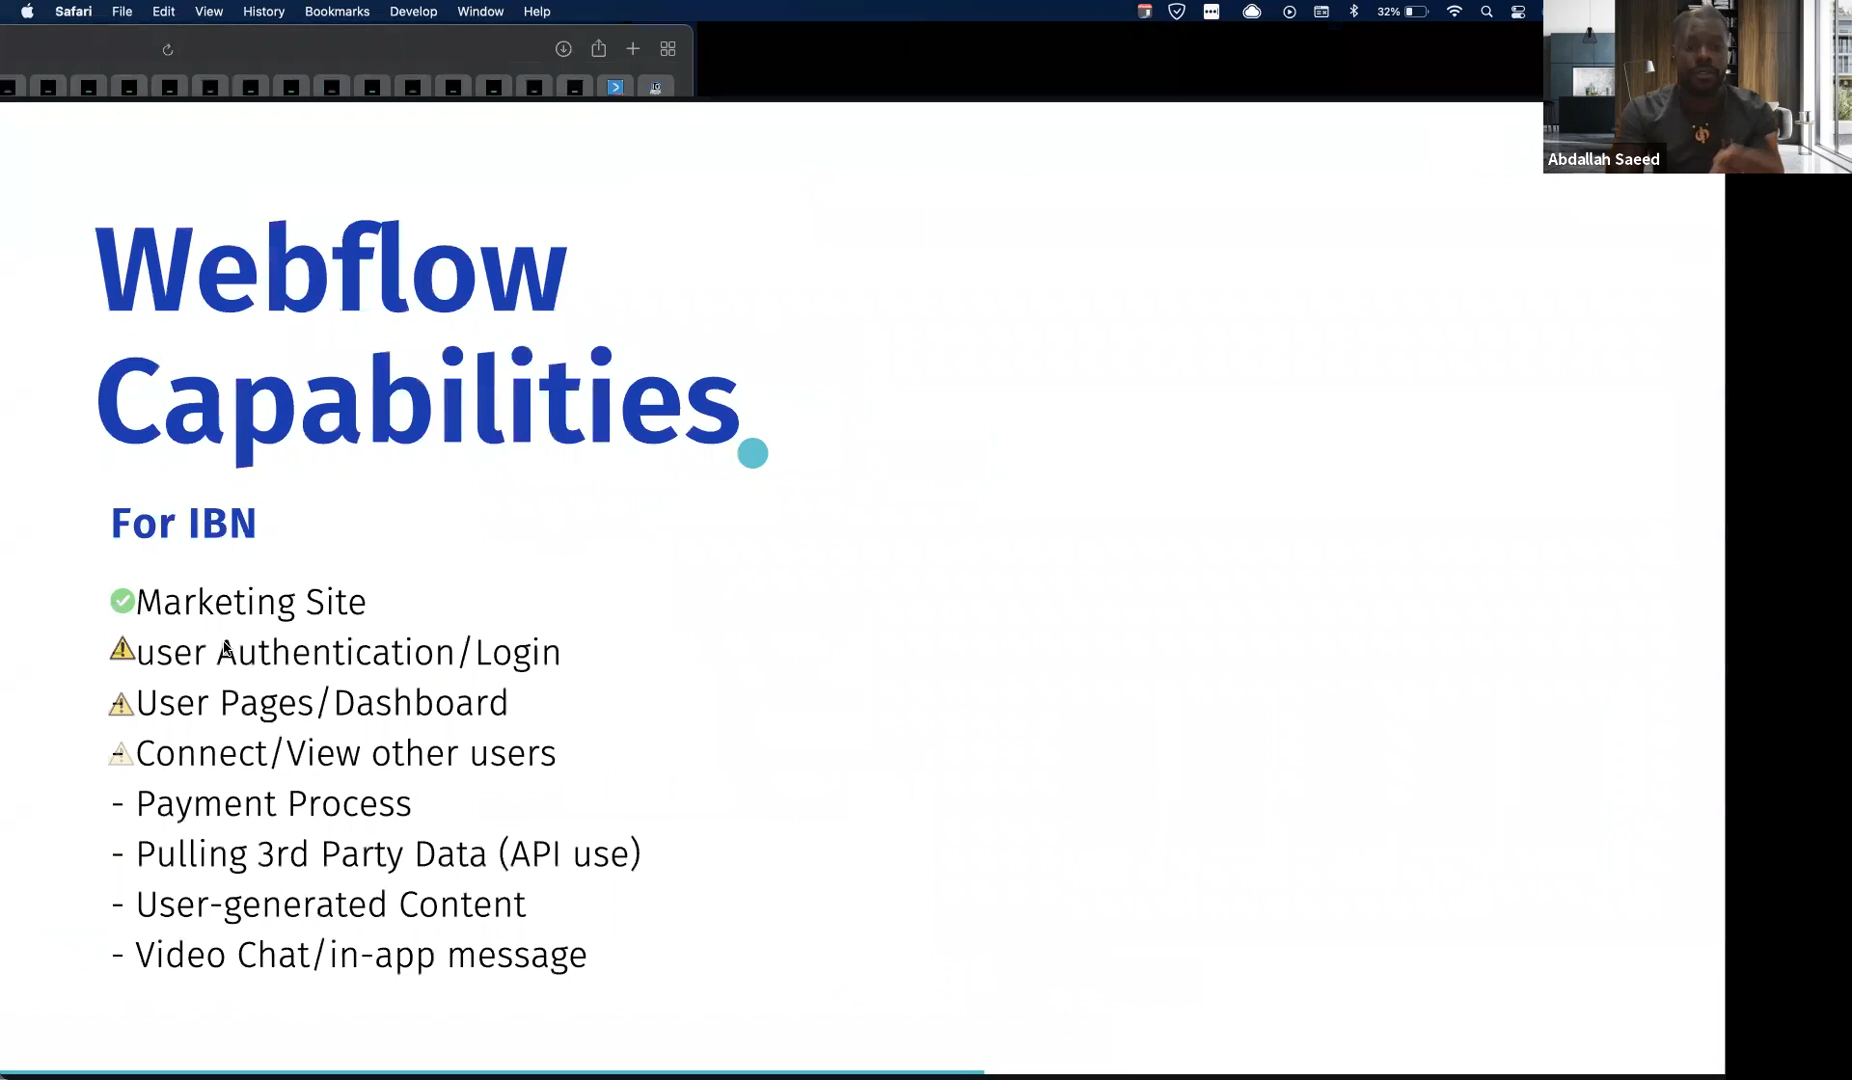 Safari File Edit View History Bookmarks Develop Window Help 32%
Abdallah Saeed
Webflow
Capabilities
For IBN
Marketing Site
user Authentication/Login
User Pages/Dashboard
Connect/View other users
- Payment Process
- Pulling 3rd Party Data (API use)
- User-generated Content
- Video Chat/in-app message